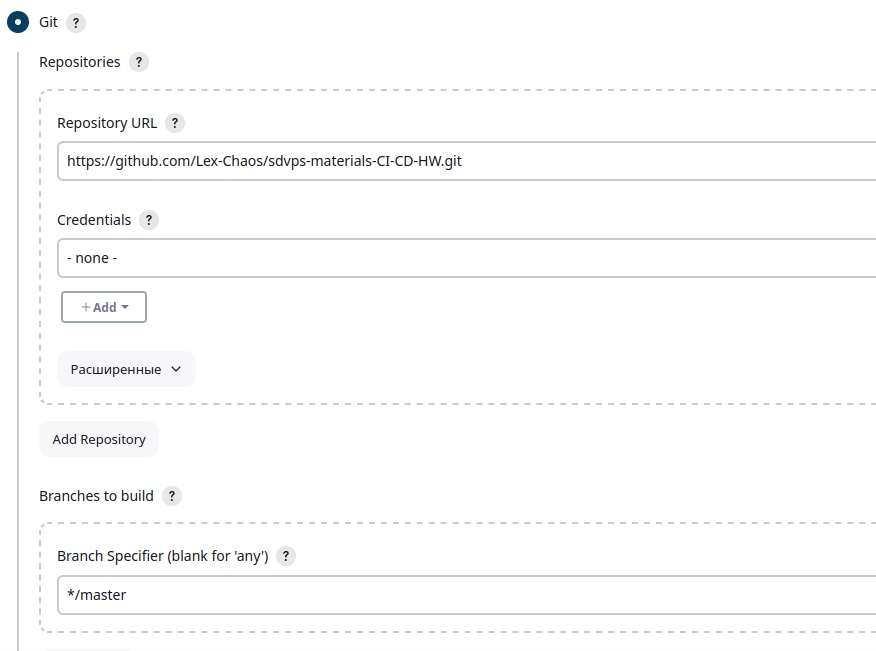 Git ?
Repositories ?
Repository URL ?
https://github.com/Lex-Chaos/sdvps-materials-CI-CD-HW.git
Credentials ?
- none -
+ Add
Расширенные
Add Repository
Branches to build ?
Branch Specifier (blank for 'any') ?
*/master